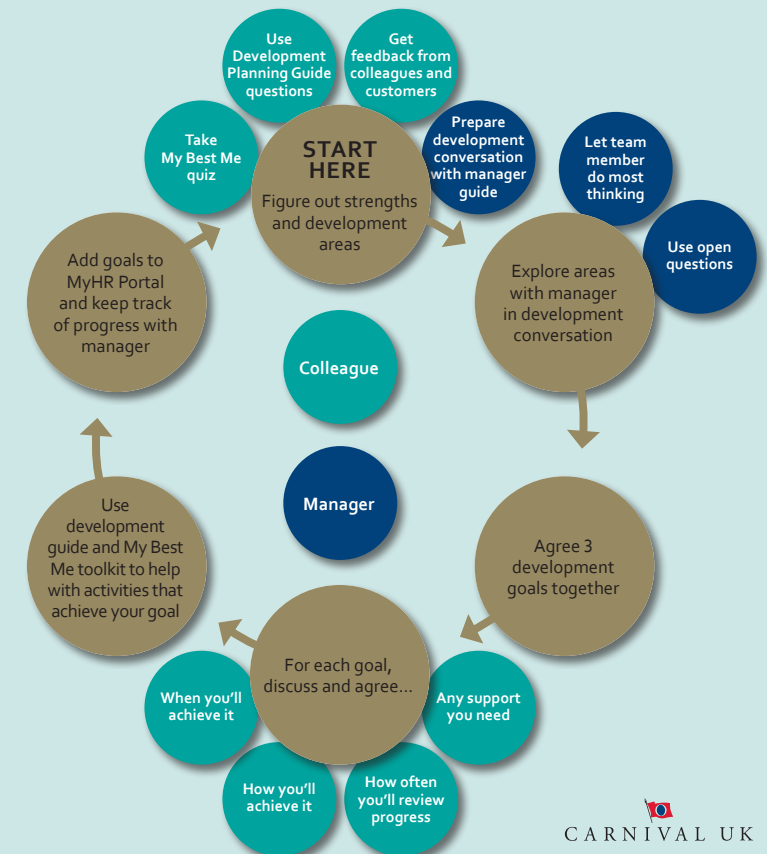 Use
Development
Planning Guide
questions
Get
feedback from
colleagues and
customers
Take
My Best Me
quiz
START
HERE
Figure out strengths
and development
areas
Prepare
development
conversation
with manager
guide
Let team
member
do most
thinking
Use open
questions
Add goals to
MyHR Portal
and keep track
of progress with
manager
Explore areas
with manager
in development
conversation
Colleague
Manager
Use
development
guide and My Best
Me toolkit to help
with activities that
achieve your goal
Agree 3
development
goals together
For each goal,
discuss and agree...
When you'll
achieve it
How you'll
achieve it
How often
you'll review
progress
Any support
you need
CARNIVAL UK